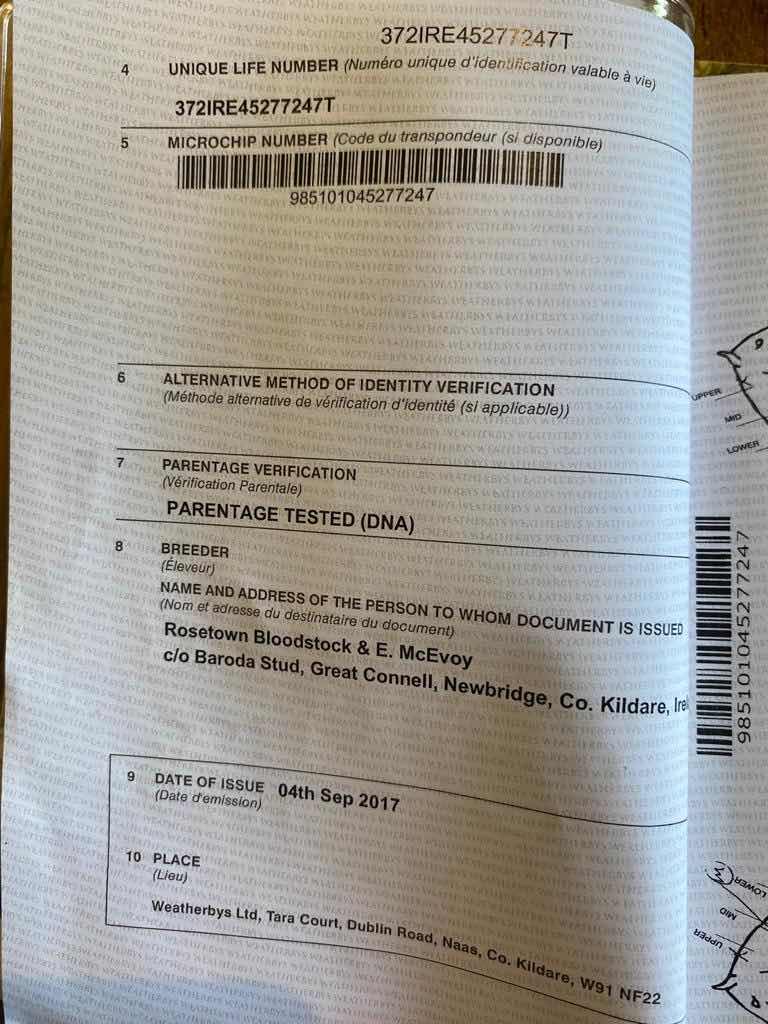 372IRE45277247T
4 UNIQUE LIFE NUMBER (Numéro unique d'identification valable à vie)
372IRE45277247T
5 MICROCHIP NUMBER (Code du transpondeur (si disponible)
985101045277247
6 ALTERNATIVE METHOD OF IDENTITY VERIFICATION
(Méthode alternative de vérification d'identité (si applicable))
7 PARENTAGE VERIFICATION
(Vérification Parentale)
PARENTAGE TESTED (DNA)
8 BREEDER
(Éleveur)
NAME AND ADDRESS OF THE PERSON TO WHOM DOCUMENT IS ISSUED
(Nom et adresse du destinataire du document)
Rosetown Bloodstock & E. McEvoy
c/o Baroda Stud, Great Connell, Newbridge, Co. Kildare, Irel
9 DATE OF ISSUE 04th Sep 2017
(Date d'emission)
10 PLACE
(Lieu)
Weatherbys Ltd, Tara Court, Dublin Road, Naas, Co. Kildare, W91 NF22
UPPER
MID
LOWER
985101045277247
LOWER
MID
UPPER